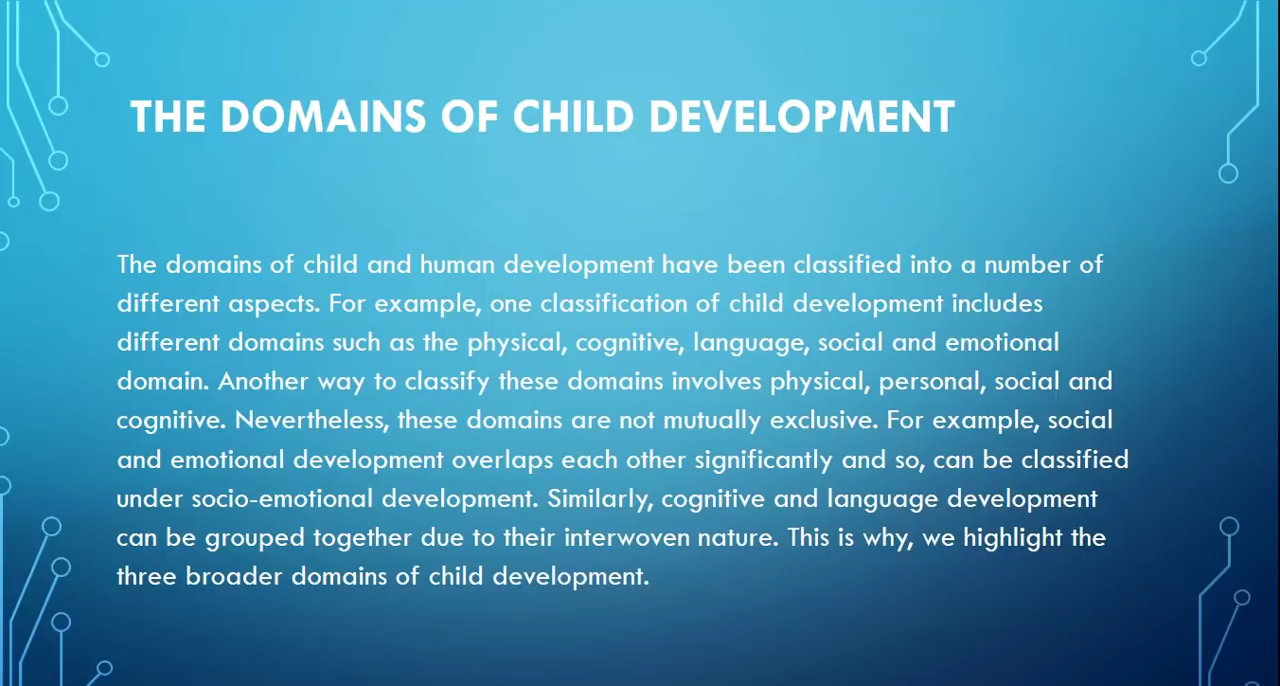 THE DOMAINS OF CHILD DEVELOPMENT
The domains of child and human development have been classified into a number of
different aspects. For example, one classification of child development includes
different domains such as the physical, cognitive, language, social and emotional
domain. Another way to classify these domains involves physical, personal, social and
cognitive. Nevertheless, these domains are not mutually exclusive. For example, social
and emotional development overlaps each other significantly and so, can be classified
under socio-emotional development. Similarly, cognitive and language development
can be grouped together due to their interwoven nature. This is why, we highlight the
three broader domains of child development.